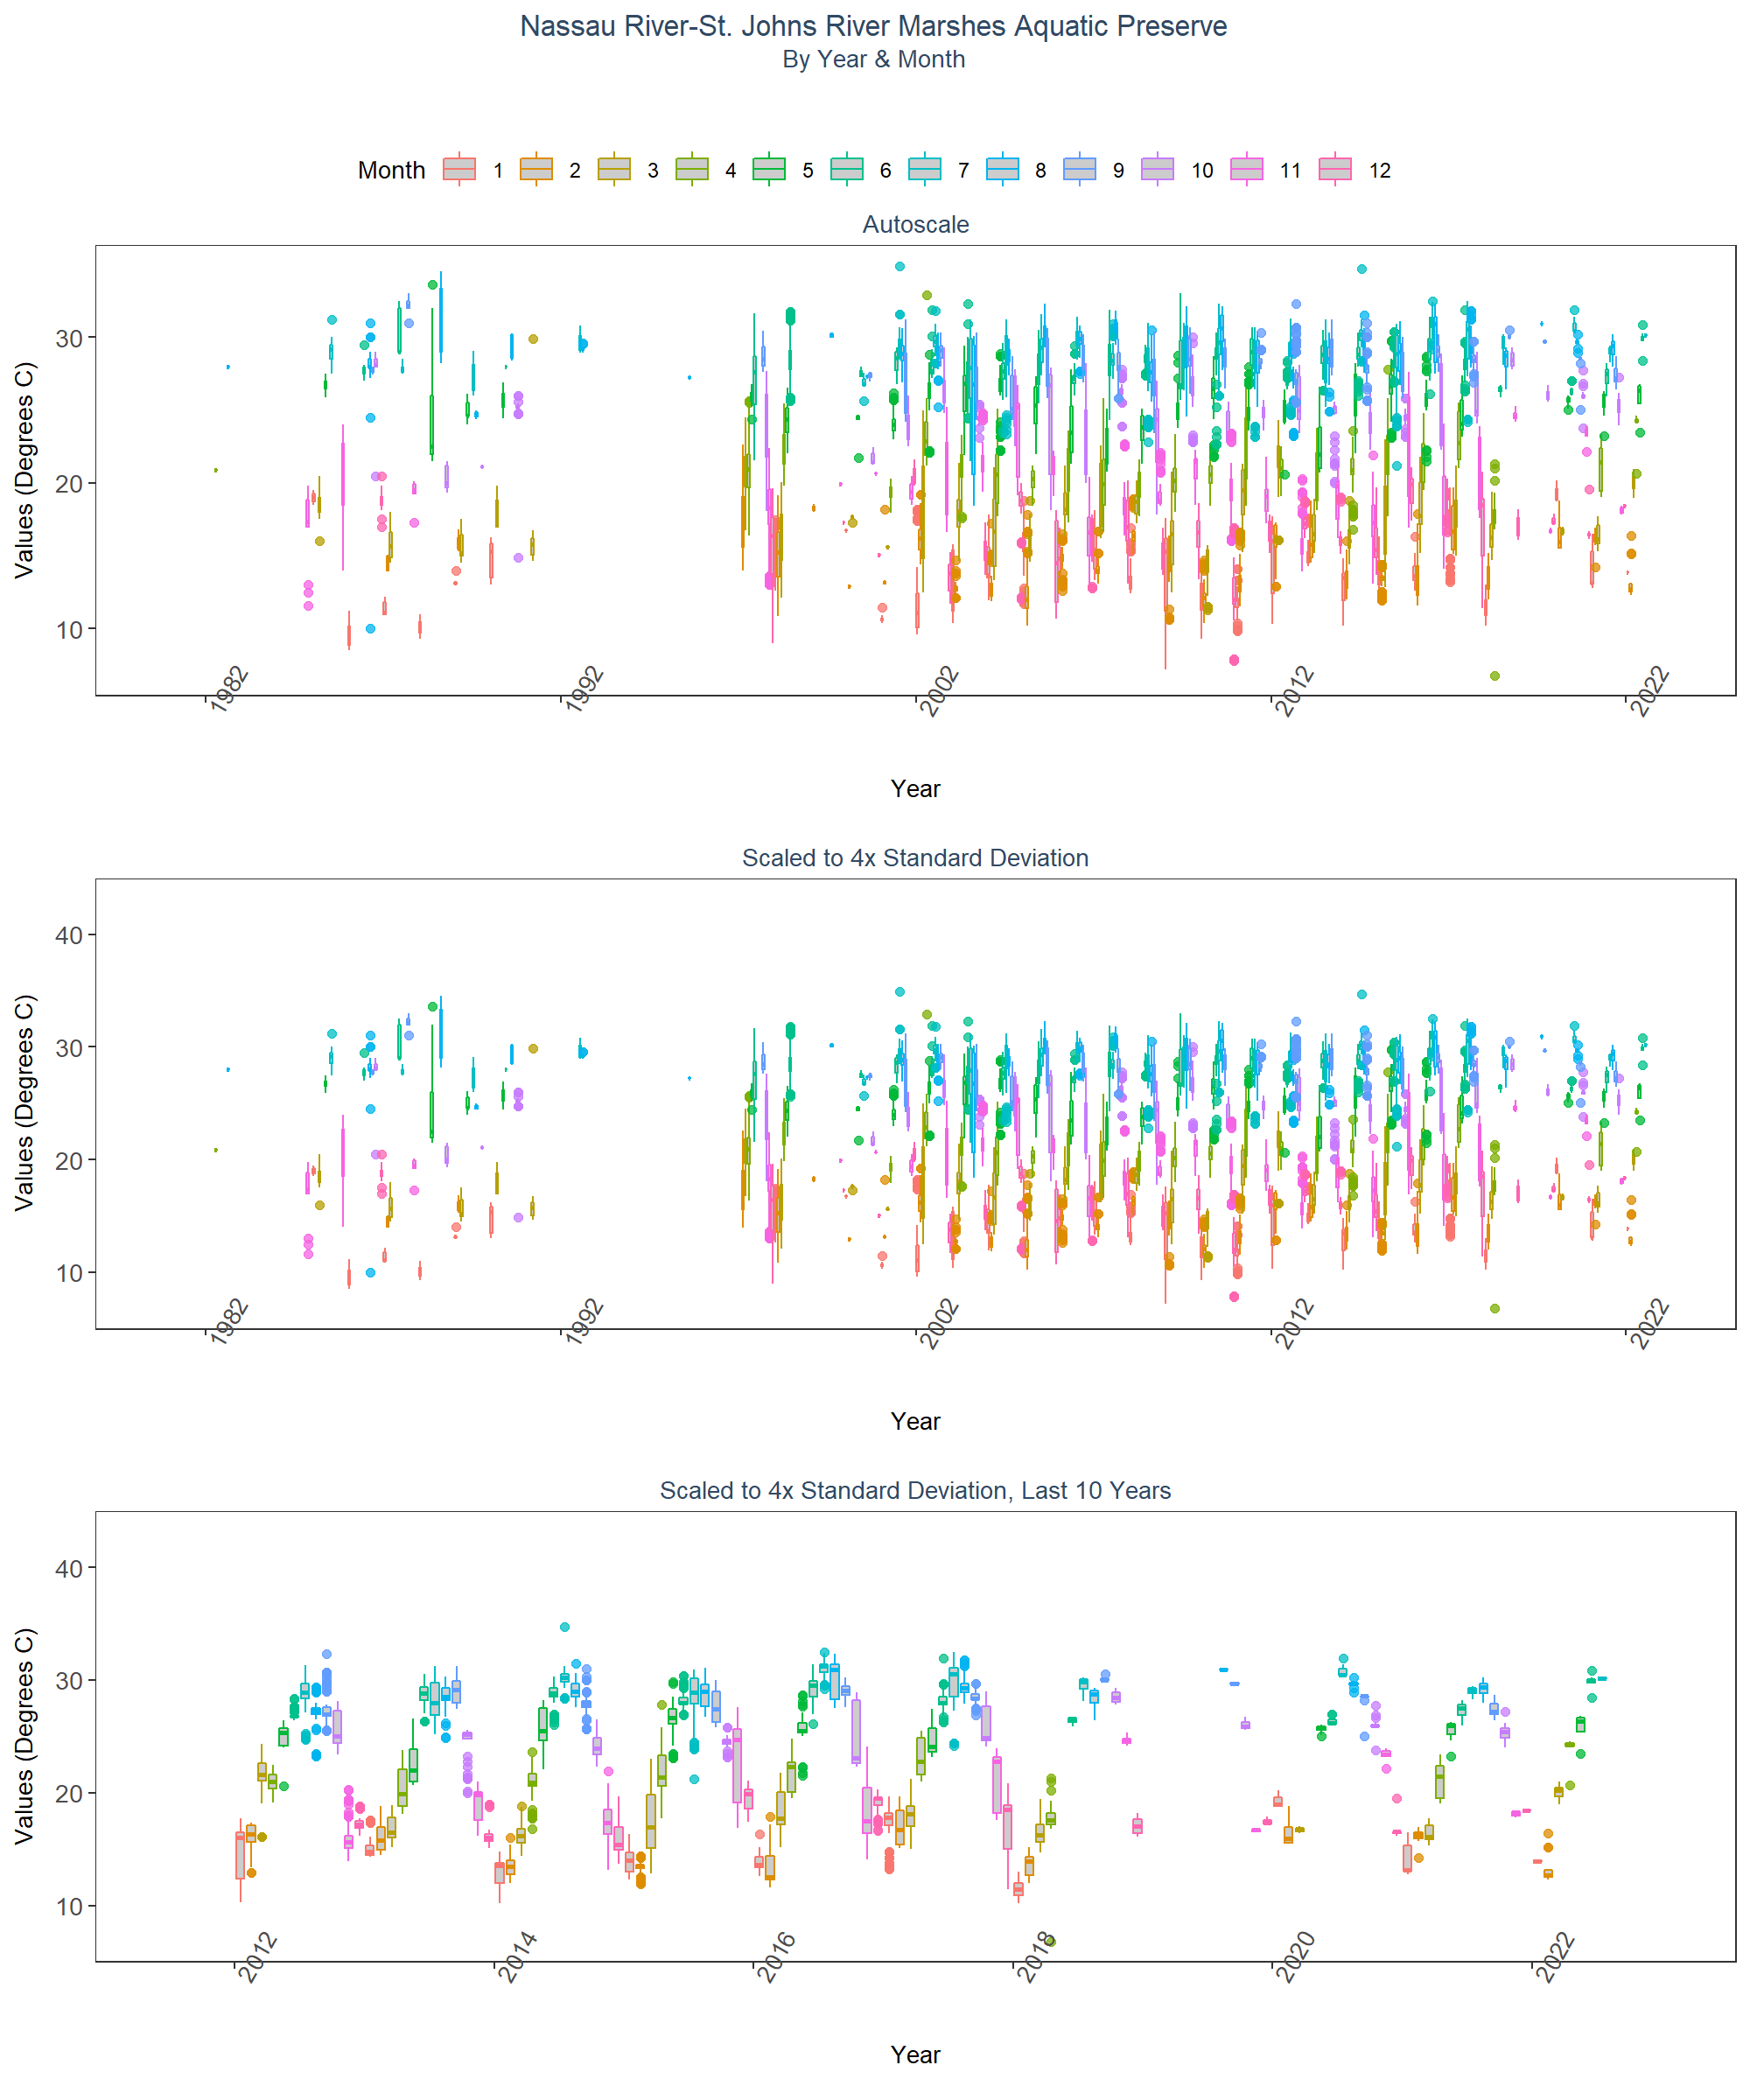 Nassau River-St. Johns River Marshes Aquatic Preserve
By Year & Month
Month 1 2 3 4 5 6 7 8 9 10 11 12
Autoscale
Values (Degrees C)
30
20
10
1982 1992 2002 2012 2022
Year
Scaled to 4x Standard Deviation
Values (Degrees C)
40
30
20
10
1982 1992 2002 2012 2022
Year
Scaled to 4x Standard Deviation, Last 10 Years
Values (Degrees C)
40
30
20
10
2012 2014 2016 2018 2020 2022
Year